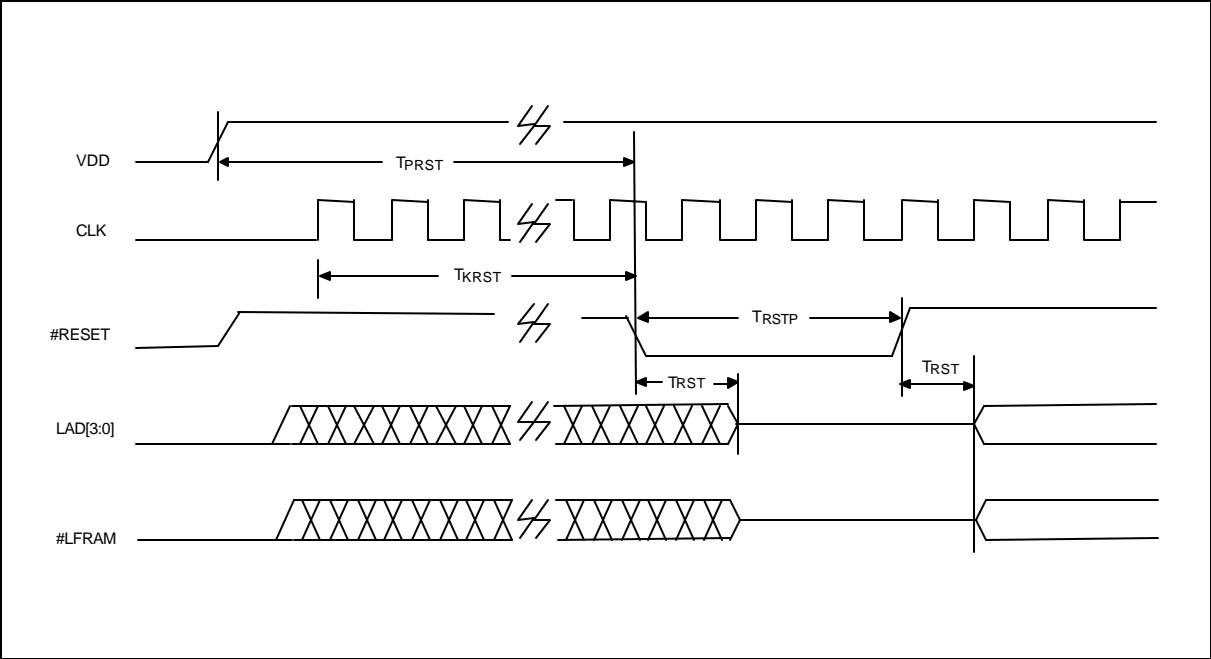 VDD
TPRST
CLK
TKRST
#RESET
TRSTP
TRST
TRST
LAD[3:0]
#LFRAM